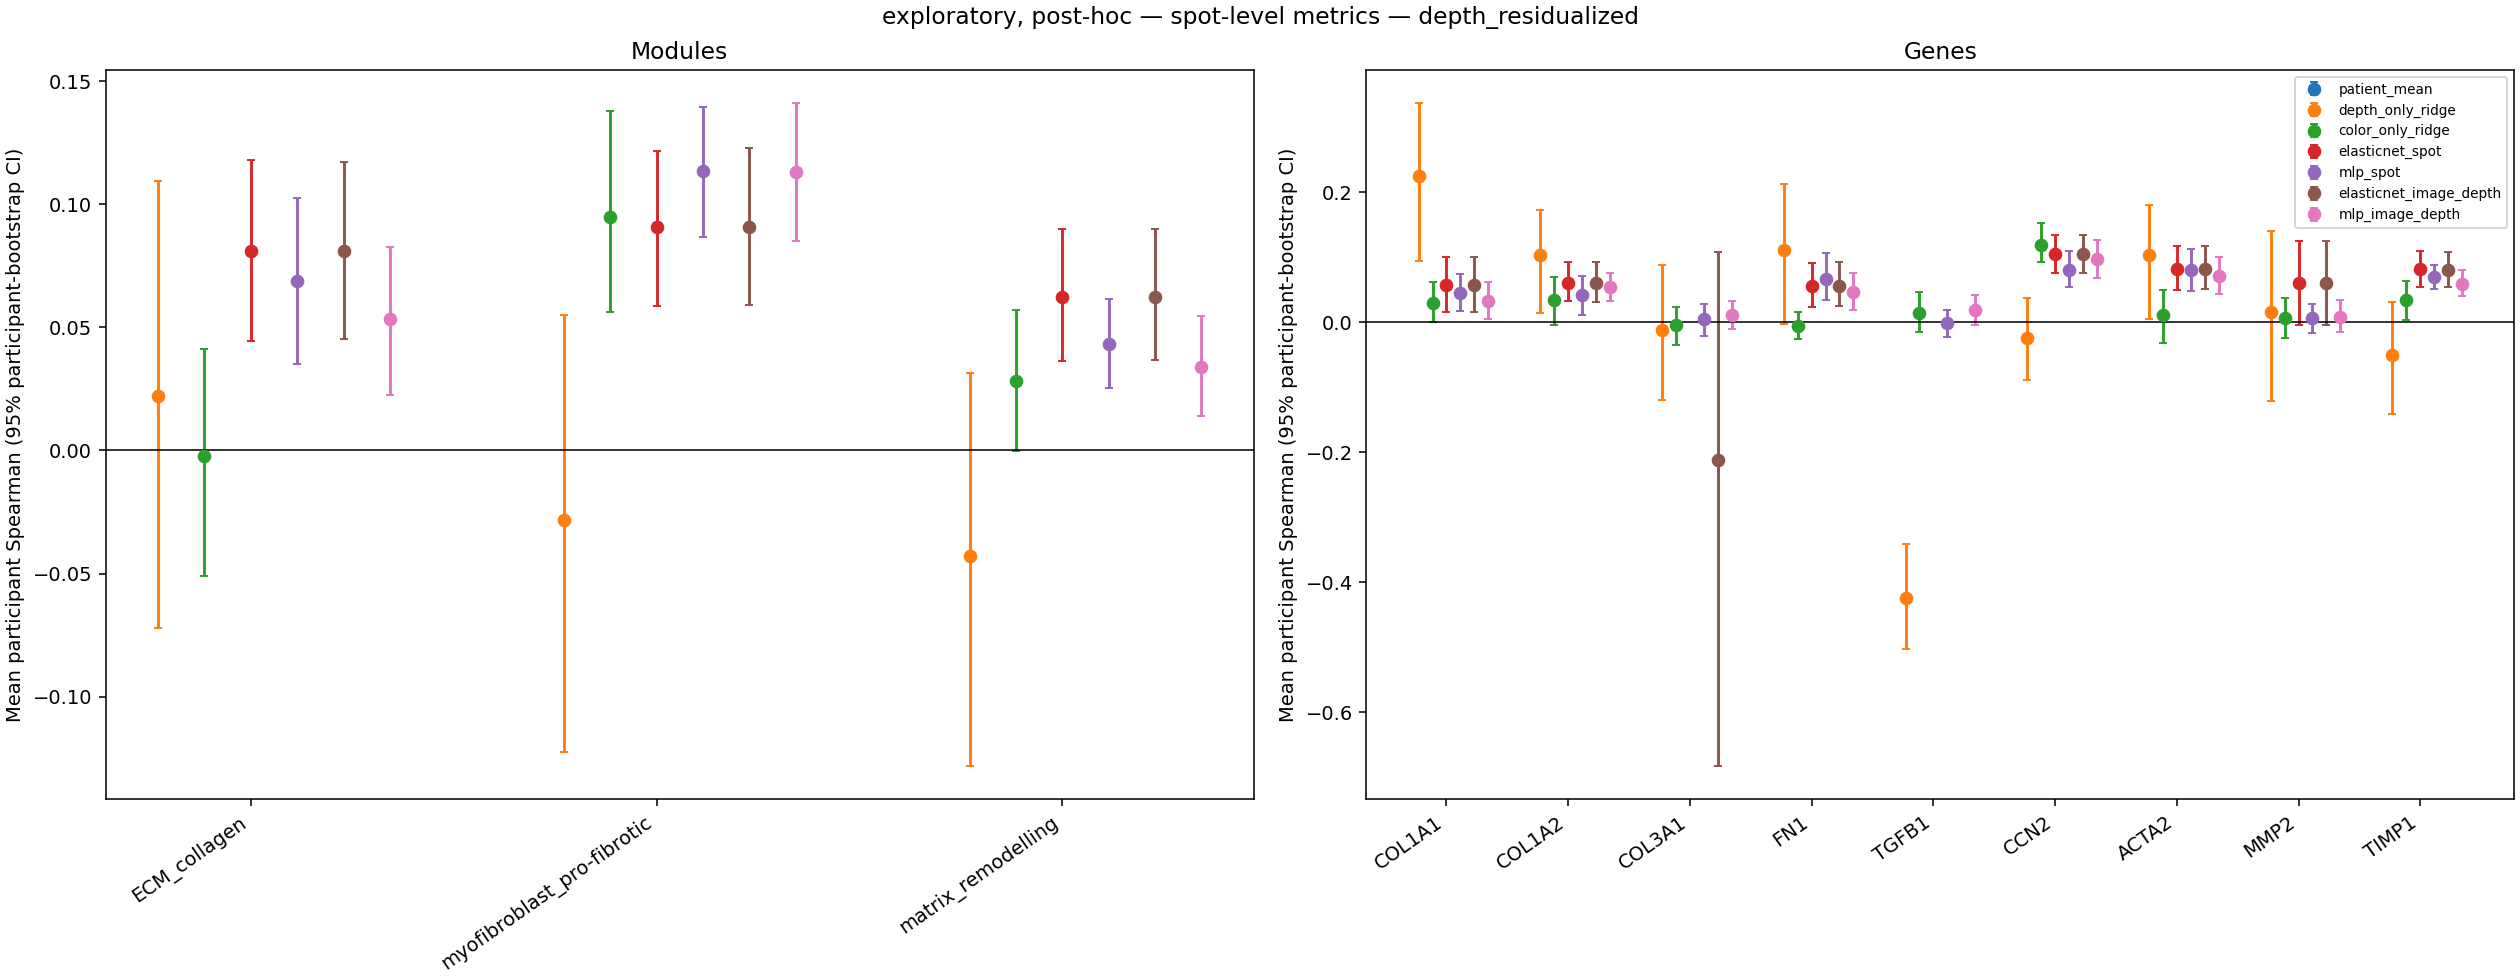 exploratory, post-hoc — spot-level metrics — depth_residualized
Modules
Mean participant Spearman (95% participant-bootstrap CI)
0.15
0.10
0.05
0.00
−0.05
−0.10
ECM_collagen
myofibroblast_pro-fibrotic
matrix_remodelling
Genes
Mean participant Spearman (95% participant-bootstrap CI)
0.2
0.0
−0.2
−0.4
−0.6
COL1A1
COL1A2
COL3A1
FN1
TGFB1
CCN2
ACTA2
MMP2
TIMP1
patient_mean
depth_only_ridge
color_only_ridge
elasticnet_spot
mlp_spot
elasticnet_image_depth
mlp_image_depth